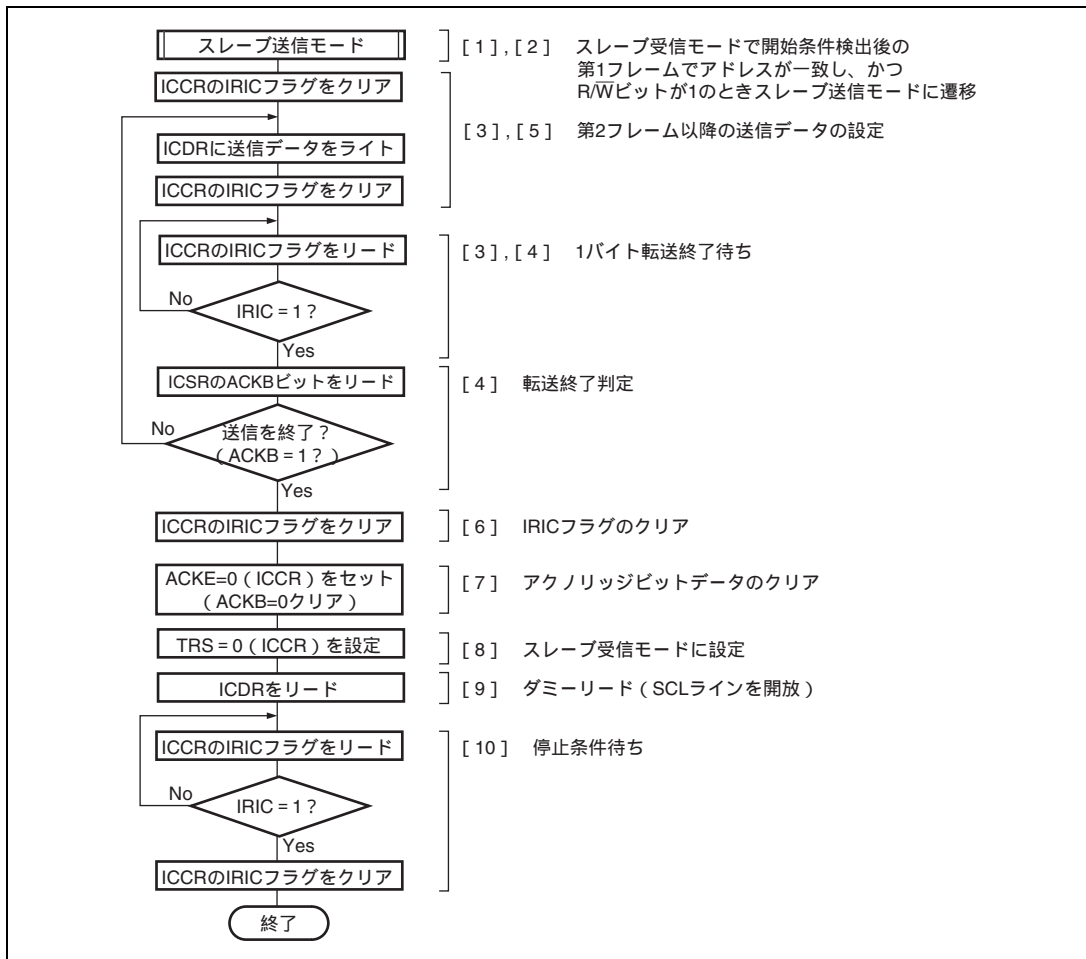 スレーブ送信モード
[ 1 ] , [ 2 ] スレーブ受信モードで開始条件検出後の
第1フレームでアドレスが一致し、かつ
R/W̅ビットが1のときスレーブ送信モードに遷移
ICCRのIRICフラグをクリア
[ 3 ] , [ 5 ] 第2フレーム以降の送信データの設定
ICDRに送信データをライト
ICCRのIRICフラグをクリア
ICCRのIRICフラグをリード
[ 3 ] , [ 4 ] 1バイト転送終了待ち
No
IRIC = 1 ?
Yes
ICSRのACKBビットをリード
[ 4 ] 転送終了判定
No
送信を終了?
( ACKB = 1 ? )
Yes
ICCRのIRICフラグをクリア
[ 6 ] IRICフラグのクリア
ACKE=0 ( ICCR ) をセット
( ACKB=0クリア )
[ 7 ] アクノリッジビットデータのクリア
TRS = 0 ( ICCR ) を設定
[ 8 ] スレーブ受信モードに設定
ICDRをリード
[ 9 ] ダミーリード ( SCLラインを開放 )
ICCRのIRICフラグをリード
[ 10 ] 停止条件待ち
No
IRIC = 1 ?
Yes
ICCRのIRICフラグをクリア
終了